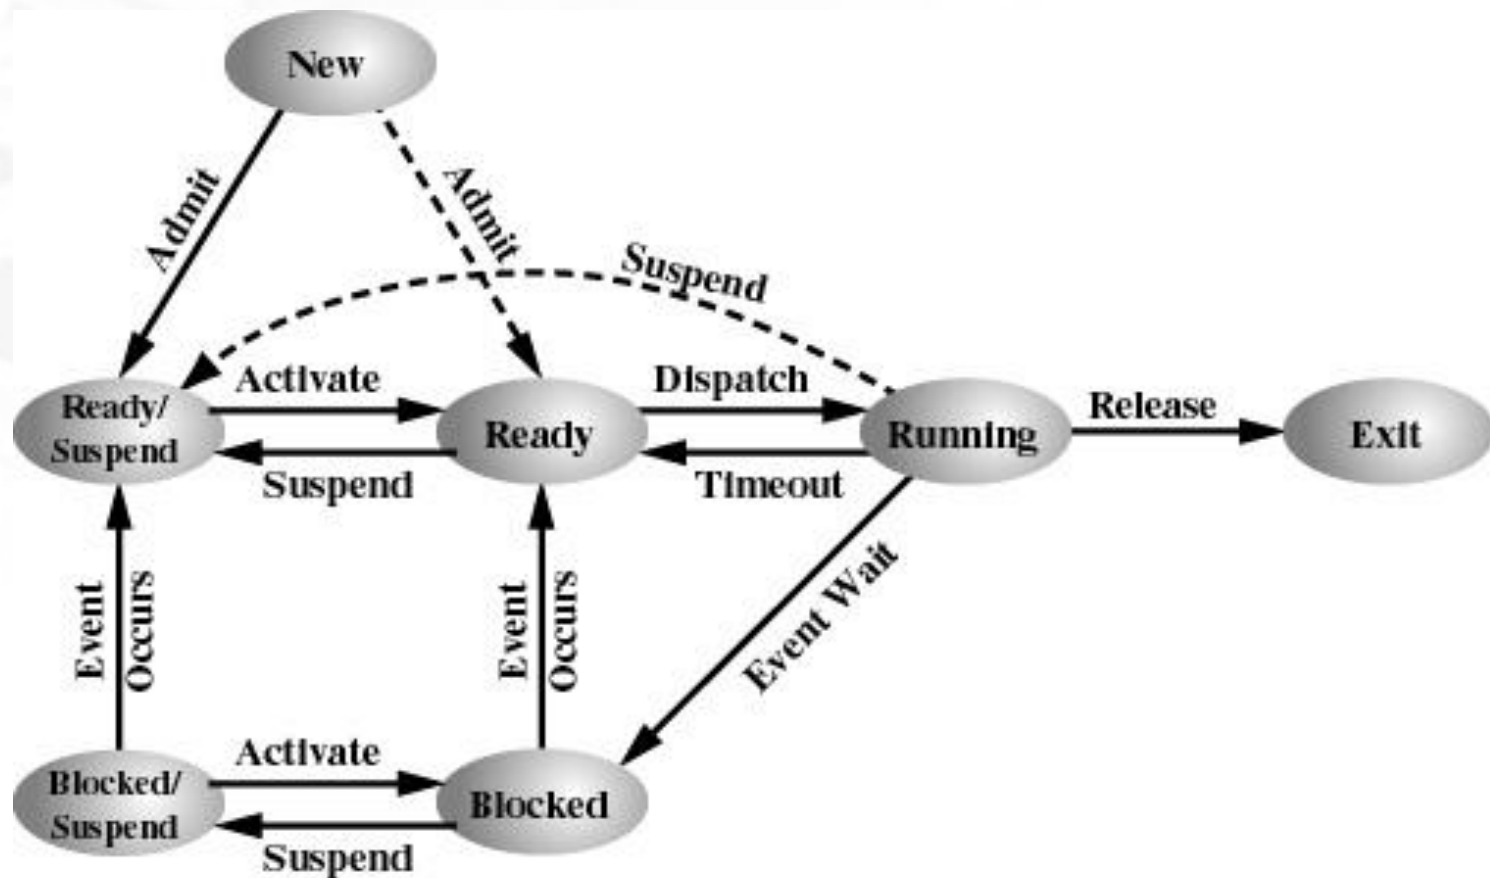 New
Admit
Admit
Suspend
Activate
Dispatch
Release
Ready/
Suspend
Ready
Running
Exit
Suspend
Timeout
Event
Occurs
Event
Occurs
Event Wait
Activate
Blocked/
Suspend
Blocked
Suspend